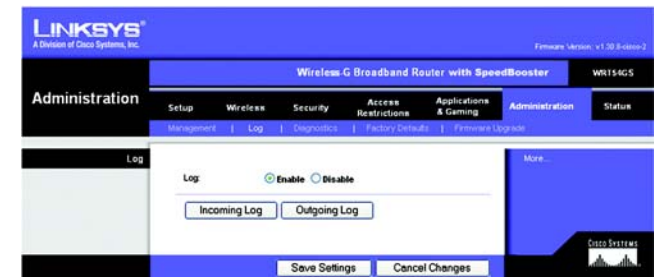 LINKSYS®
A Division of Cisco Systems, Inc.
Firmware Version: v1.30.0-cisco-2
Wireless-G Broadband Router with SpeedBooster WRT54GS
Administration
Setup Wireless Security Access Restrictions Applications & Gaming Administration Status
Management | Log | Diagnostics | Factory Defaults | Firmware Upgrade
Log
More...
Log: Enable Disable
Incoming Log Outgoing Log
CISCO SYSTEMS
Save Settings Cancel Changes